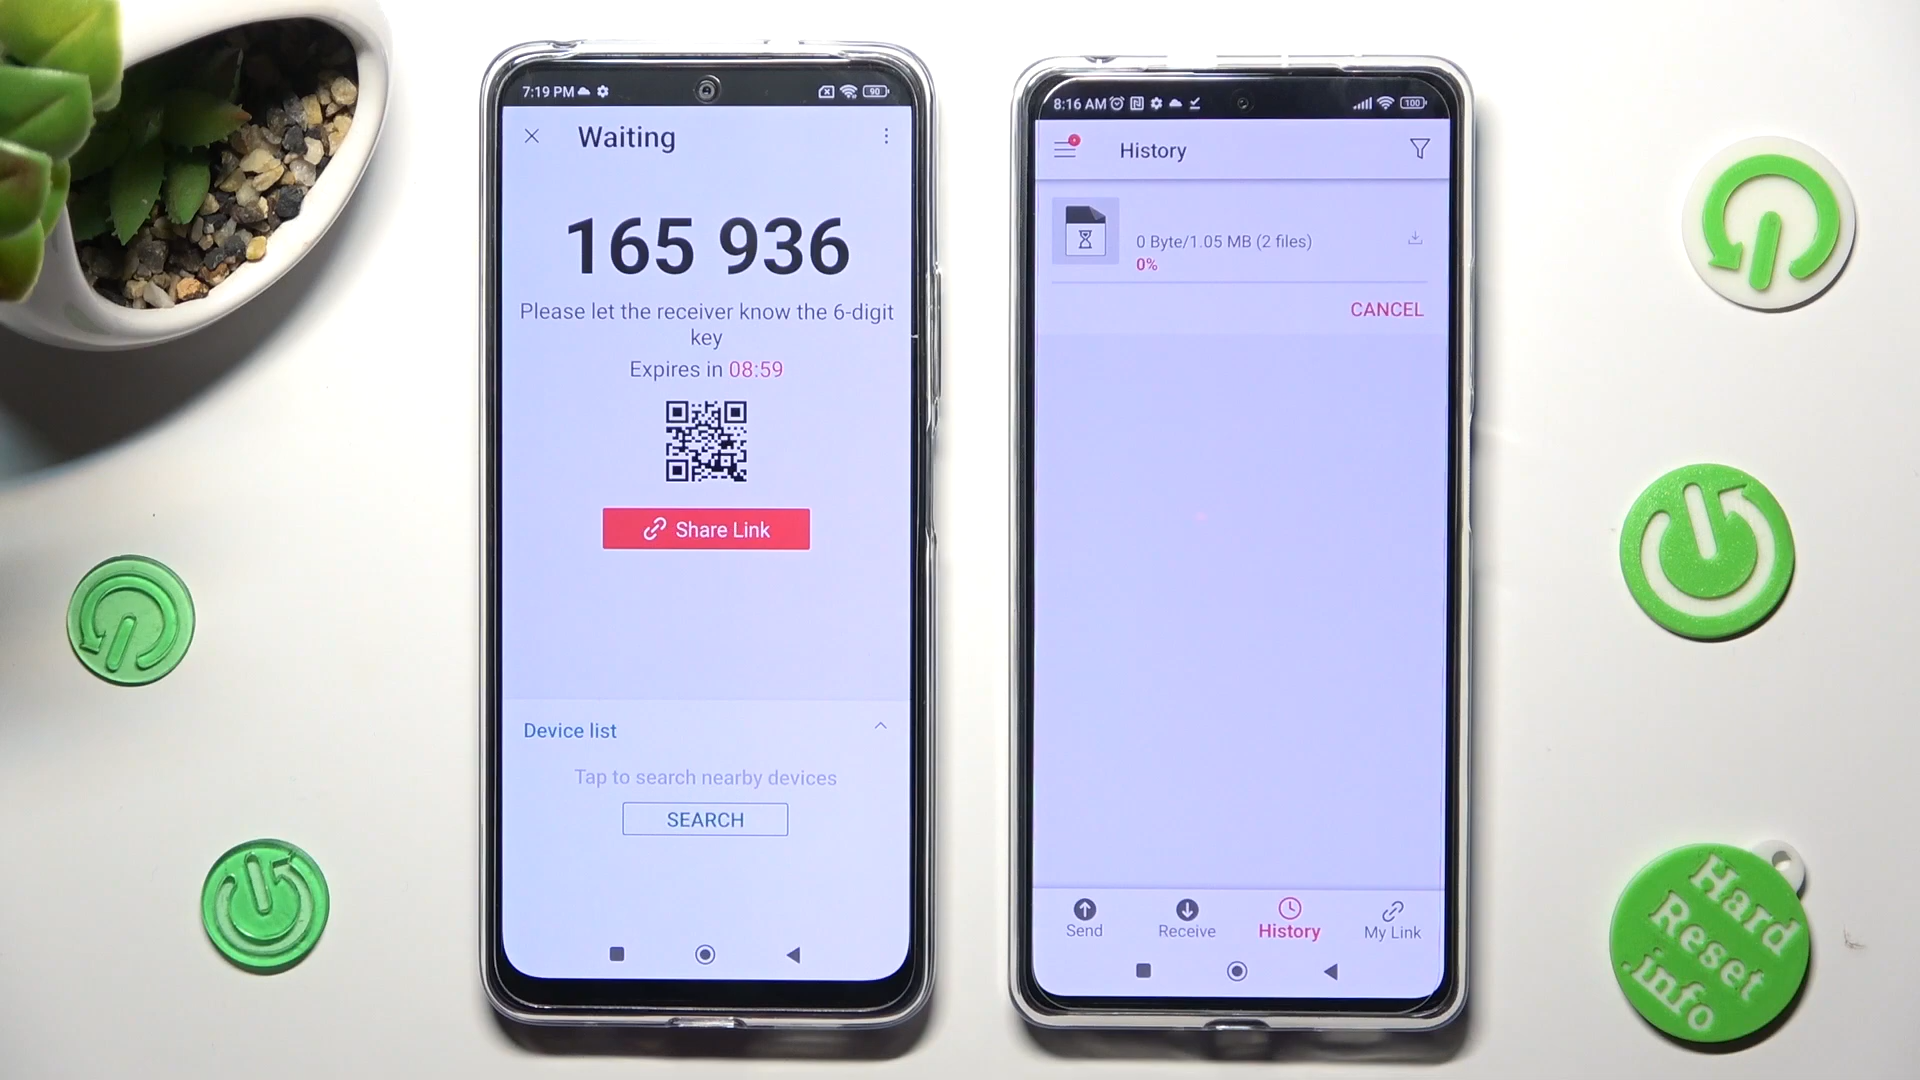 7:19 PM
90
Waiting
165 936
Please let the receiver know the 6-digit
key
Expires in 08:59
Share Link
Device list
Tap to search nearby devices
SEARCH
8:16 AM
100
History
0 Byte/1.05 MB (2 files)
0%
CANCEL
Send
Receive
History
My Link
Hard
Reset
.info